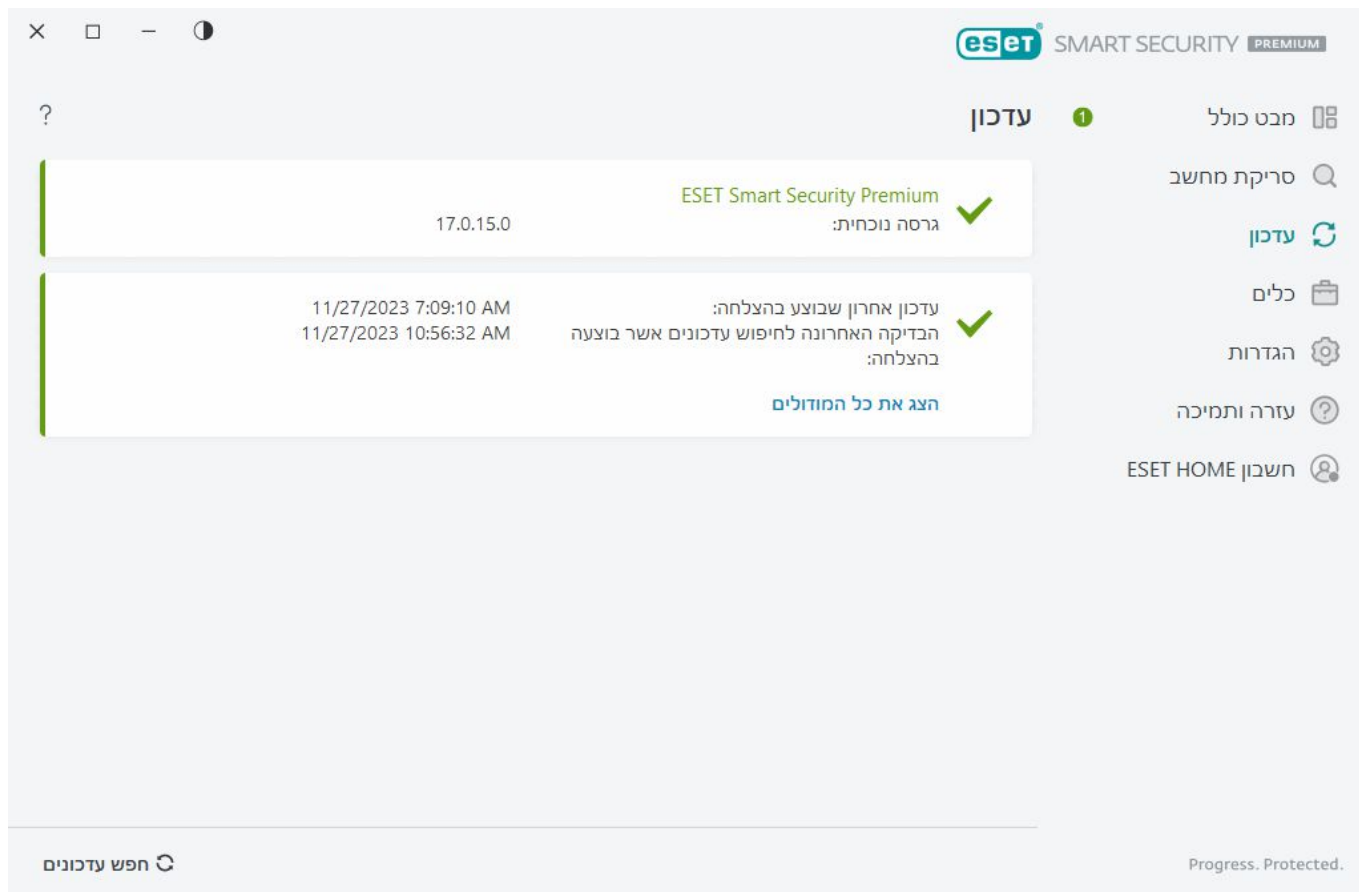 eset® SMART SECURITY PREMIUM
מבט כולל 1
סריקת מחשב
עדכון
כלים
הגדרות
עזרה ותמיכה
חשבון ESET HOME
עדכון
?
ESET Smart Security Premium
גרסה נוכחית: 17.0.15.0
עדכון אחרון שבוצע בהצלחה: 11/27/2023 7:09:10 AM
הבדיקה האחרונה לחיפוש עדכונים אשר בוצעה 11/27/2023 10:56:32 AM
בהצלחה:
הצג את כל המודולים
Progress. Protected.
חפש עדכונים